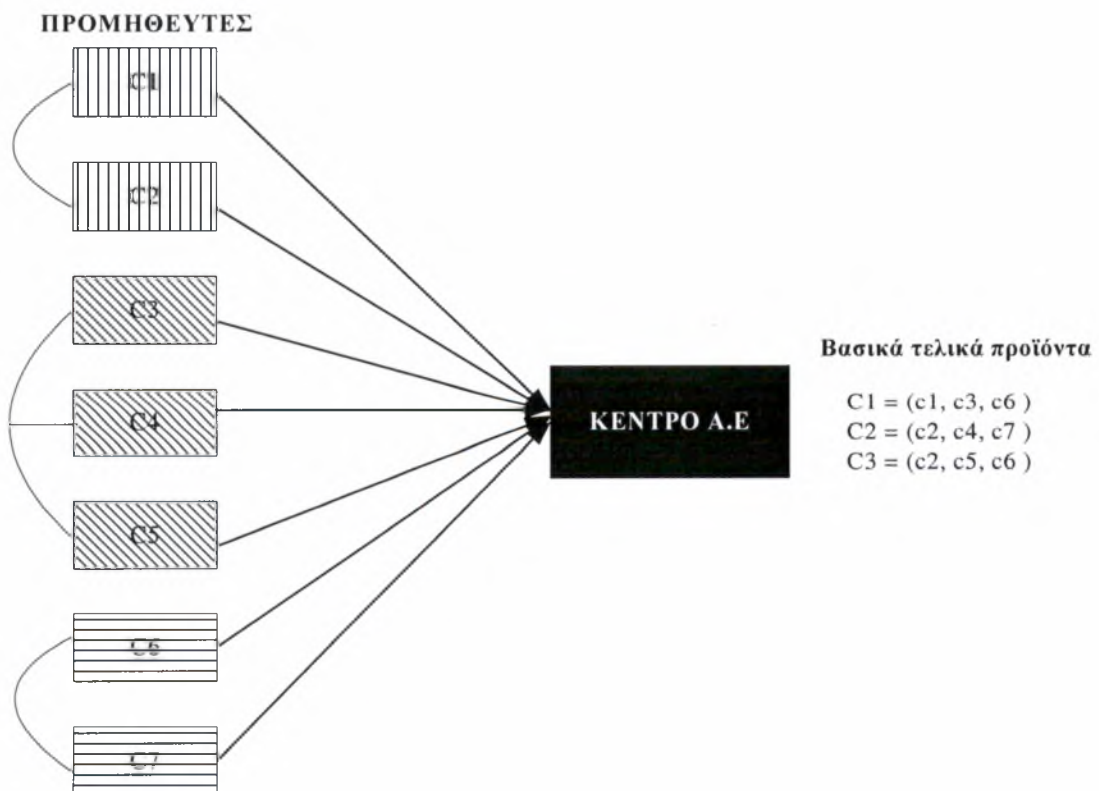 ΠΡΟΜΗΘΕΥΤΕΣ
C1
C2
C3
C4
C5
C6
C7
ΚΕΝΤΡΟ Α.Ε
Βασικά τελικά προϊόντα
C1 = (c1, c3, c6 )
C2 = (c2, c4, c7 )
C3 = (c2, c5, c6 )